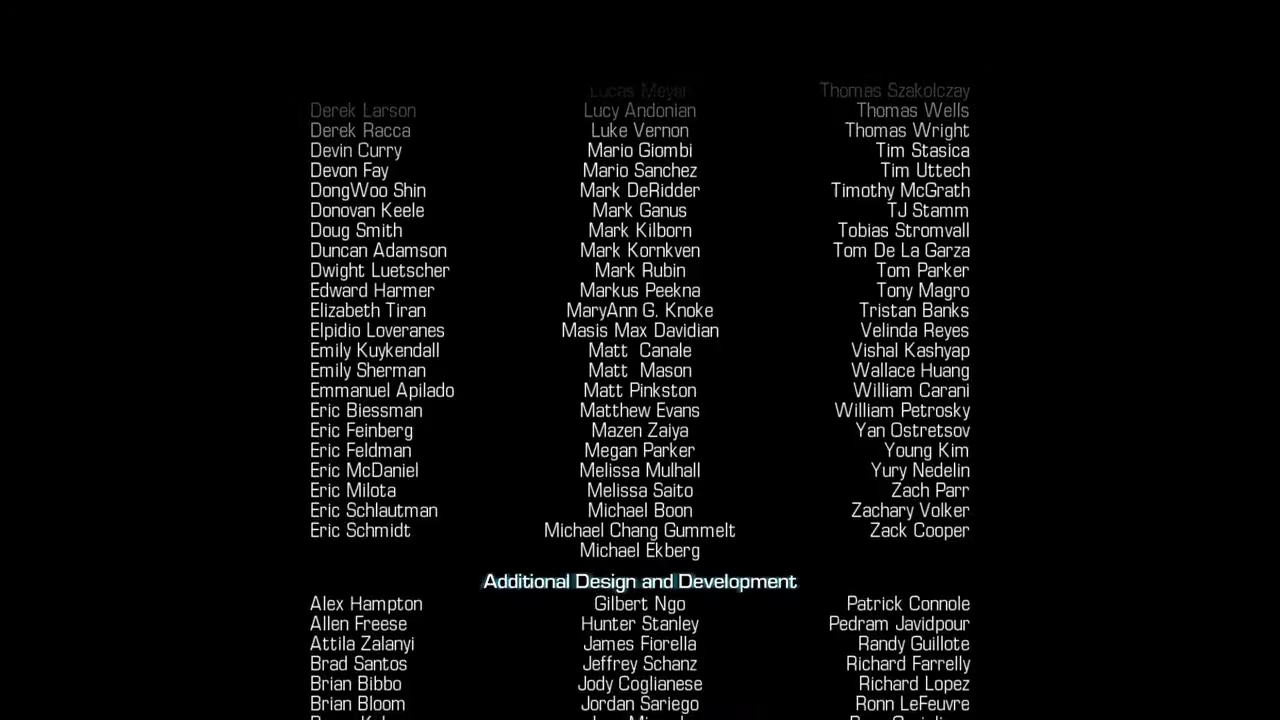 Lucas Meyer Thomas Szakolczay
Derek Larson Lucy Andonian Thomas Wells
Derek Racca Luke Vernon Thomas Wright
Devin Curry Mario Giombi Tim Stasica
Devon Fay Mario Sanchez Tim Uttech
DongWoo Shin Mark DeRidder Timothy McGrath
Donovan Keele Mark Ganus TJ Stamm
Doug Smith Mark Kilborn Tobias Stromvall
Duncan Adamson Mark Kornkven Tom De La Garza
Dwight Luetscher Mark Rubin Tom Parker
Edward Harmer Markus Peekna Tony Magro
Elizabeth Tiran MaryAnn G. Knoke Tristan Banks
Elpidio Loveranes Masis Max Davidian Velinda Reyes
Emily Kuykendall Matt Canale Vishal Kashyap
Emily Sherman Matt Mason Wallace Huang
Emmanuel Apilado Matt Pinkston William Carani
Eric Biessman Matthew Evans William Petrosky
Eric Feinberg Mazen Zaiya Yan Ostretsov
Eric Feldman Megan Parker Young Kim
Eric McDaniel Melissa Mulhall Yury Nedelin
Eric Milota Melissa Saito Zach Parr
Eric Schlautman Michael Boon Zachary Volker
Eric Schmidt Michael Chang Gummelt Zack Cooper
Michael Ekberg
Additional Design and Development
Alex Hampton Gilbert Ngo Patrick Connole
Allen Freese Hunter Stanley Pedram Javidpour
Attila Zalanyi James Fiorella Randy Guillote
Brad Santos Jeffrey Schanz Richard Farrelly
Brian Bibbo Jody Coglianese Richard Lopez
Brian Bloom Jordan Sariego Ronn LeFeuvre